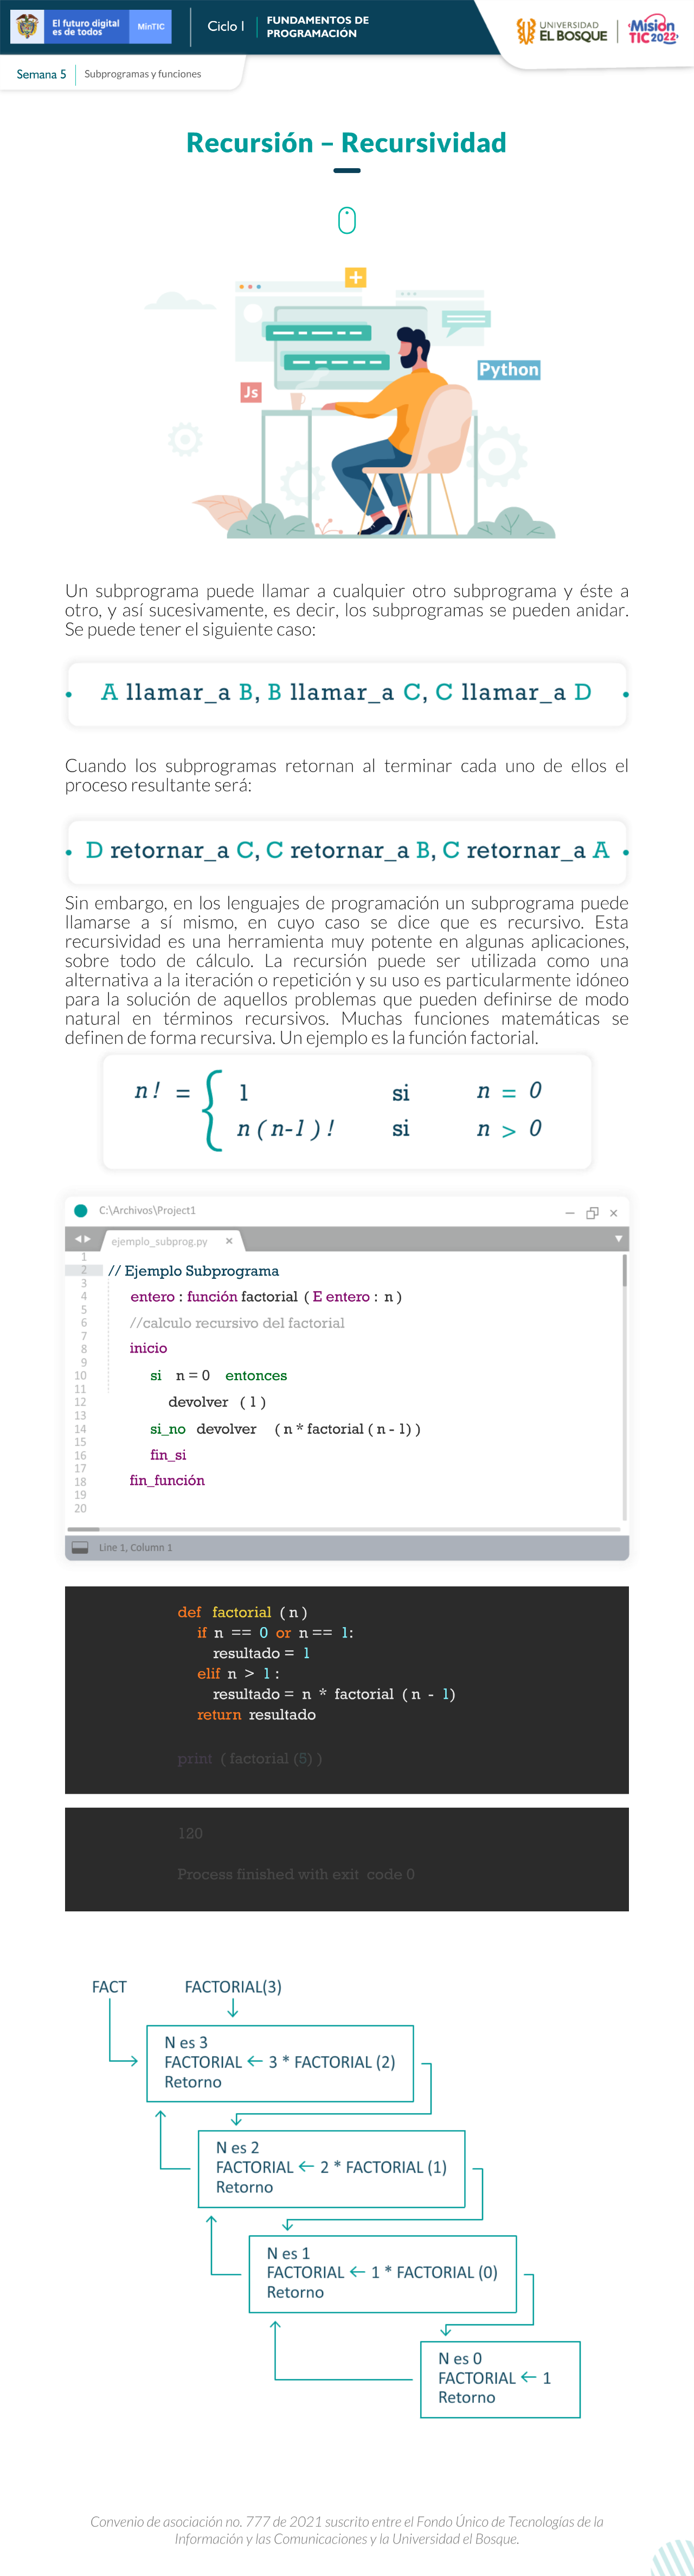 El futuro digital
es de todos
MinTIC
Ciclo I
FUNDAMENTOS DE
PROGRAMACIÓN
UNIVERSIDAD
EL BOSQUE
Misión
TIC2022
Semana 5
Subprogramas y funciones
Recursión – Recursividad
Js
Python
Un subprograma puede llamar a cualquier otro subprograma y éste a
otro, y así sucesivamente, es decir, los subprogramas se pueden anidar.
Se puede tener el siguiente caso:
A llamar_a B, B llamar_a C, C llamar_a D
Cuando los subprogramas retornan al terminar cada uno de ellos el
proceso resultante será:
D retornar_a C, C retornar_a B, C retornar_a A
Sin embargo, en los lenguajes de programación un subprograma puede
llamarse a sí mismo, en cuyo caso se dice que es recursivo. Esta
recursividad es una herramienta muy potente en algunas aplicaciones,
sobre todo de cálculo. La recursión puede ser utilizada como una
alternativa a la iteración o repetición y su uso es particularmente idóneo
para la solución de aquellos problemas que pueden definirse de modo
natural en términos recursivos. Muchas funciones matemáticas se
definen de forma recursiva. Un ejemplo es la función factorial.
n! = { 1 si n = 0
n ( n-1 ) ! si n > 0
C:\Archivos\Project1
ejemplo_subprog.py
1
2 // Ejemplo Subprograma
3
4 entero : función factorial ( E entero : n )
5
6 //calculo recursivo del factorial
7
8 inicio
9
10 si n = 0 entonces
11
12 devolver ( 1 )
13
14 si_no devolver ( n * factorial ( n - 1) )
15
16 fin_si
17
18 fin_función
19
20
Line 1, Column 1
def factorial ( n )
if n == 0 or n == 1:
resultado = 1
elif n > 1 :
resultado = n * factorial ( n - 1)
return resultado
print ( factorial (5) )
120
Process finished with exit code 0
FACT FACTORIAL(3)
N es 3
FACTORIAL ← 3 * FACTORIAL (2)
Retorno
N es 2
FACTORIAL ← 2 * FACTORIAL (1)
Retorno
N es 1
FACTORIAL ← 1 * FACTORIAL (0)
Retorno
N es 0
FACTORIAL ← 1
Retorno
Convenio de asociación no. 777 de 2021 suscrito entre el Fondo Único de Tecnologías de la
Información y las Comunicaciones y la Universidad el Bosque.